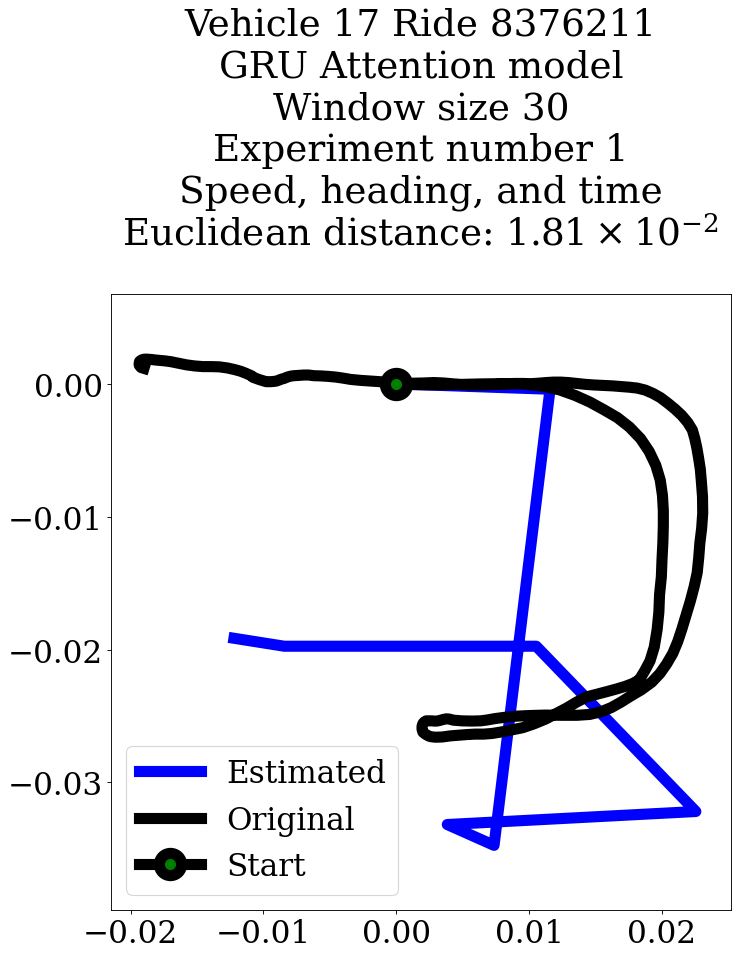 Vehicle 17 Ride 8376211
GRU Attention model
Window size 30
Experiment number 1
Speed, heading, and time
Euclidean distance: 1.81 × 10⁻²
0.00
−0.01
−0.02
−0.03
Estimated
Original
Start
−0.02 −0.01 0.00 0.01 0.02